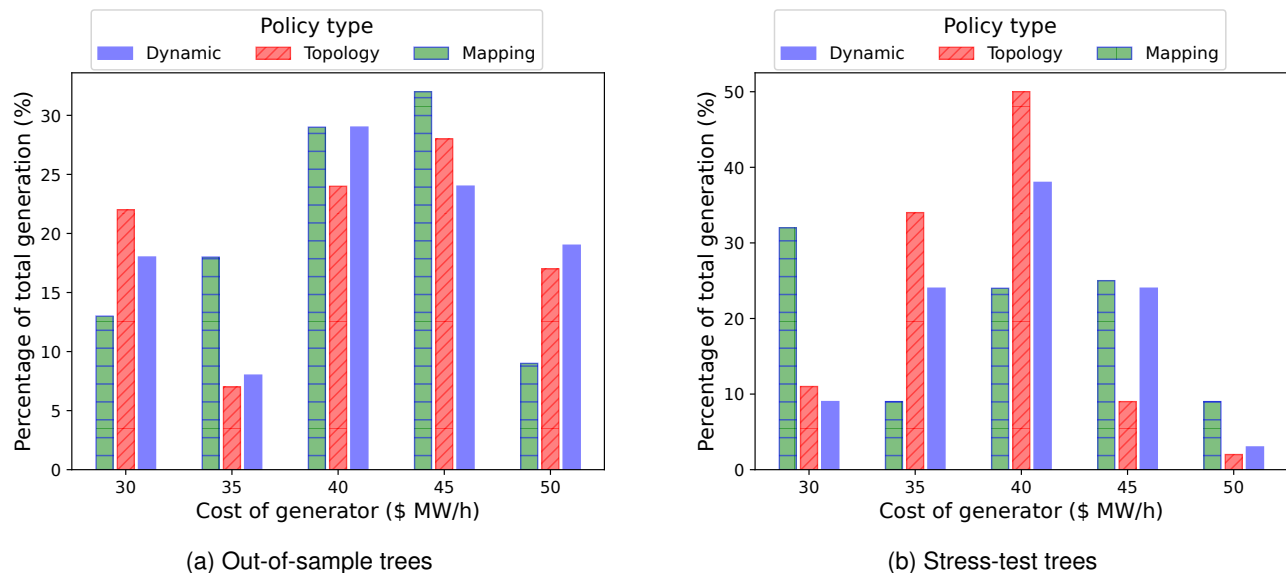 Policy type
Dynamic Topology Mapping
Percentage of total generation (%)
30
25
20
15
10
5
0
30 35 40 45 50
Cost of generator ($ MW/h)
(a) Out-of-sample trees
Policy type
Dynamic Topology Mapping
Percentage of total generation (%)
50
40
30
20
10
0
30 35 40 45 50
Cost of generator ($ MW/h)
(b) Stress-test trees